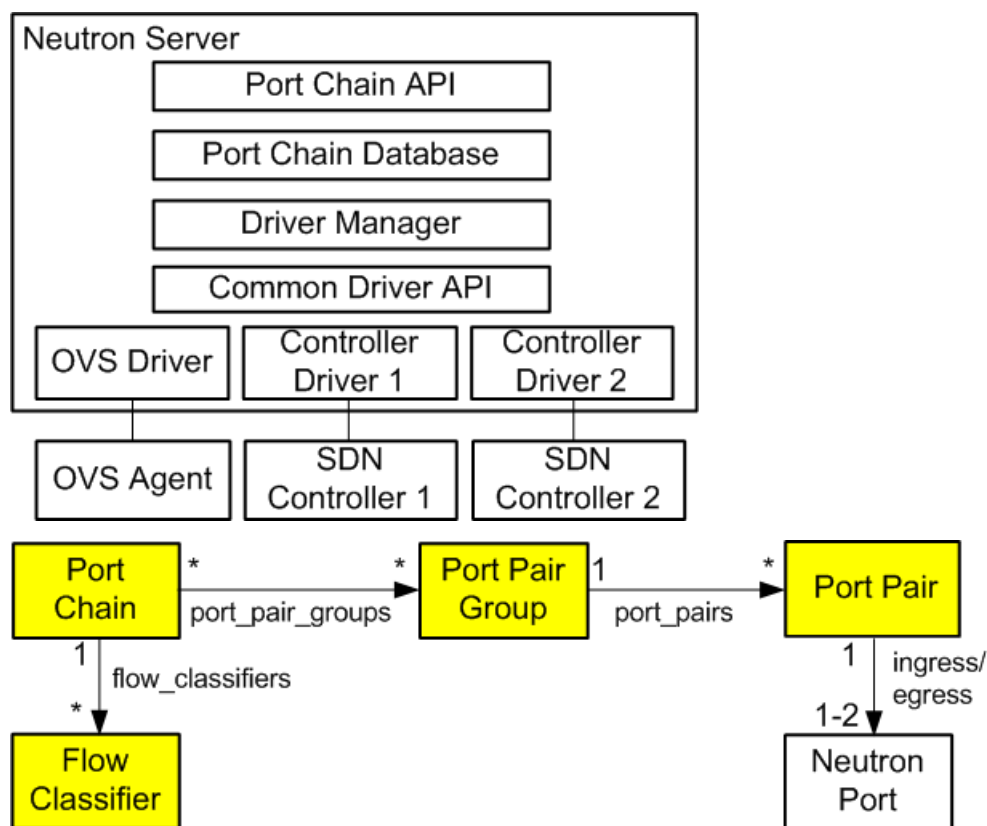 Neutron Server
Port Chain API
Port Chain Database
Driver Manager
Common Driver API
OVS Driver
Controller
Driver 1
Controller
Driver 2
OVS Agent
SDN
Controller 1
SDN
Controller 2
Port
Chain
*
*
port_pair_groups
Port Pair
Group
1
*
port_pairs
Port Pair
1
flow_classifiers
*
1
ingress/
egress
1-2
Flow
Classifier
Neutron
Port